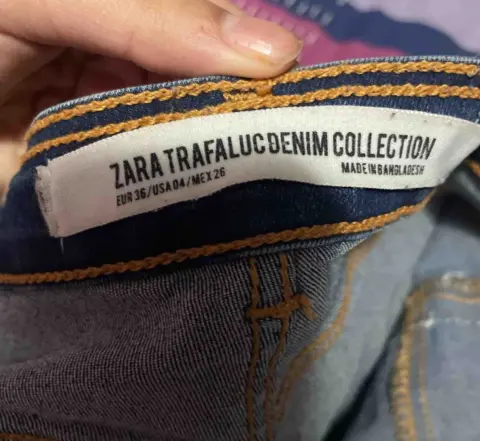 ZARA TRAFALUC DENIM COLLECTION
EUR 36/USA 04/MEX 26
MADE IN BANGLADESH